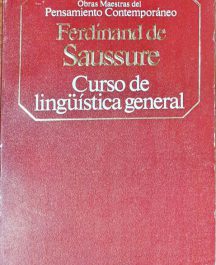 Obras Maestras del
Pensamiento Contemporáneo
Ferdinand de
Saussure
Curso de
lingüística general